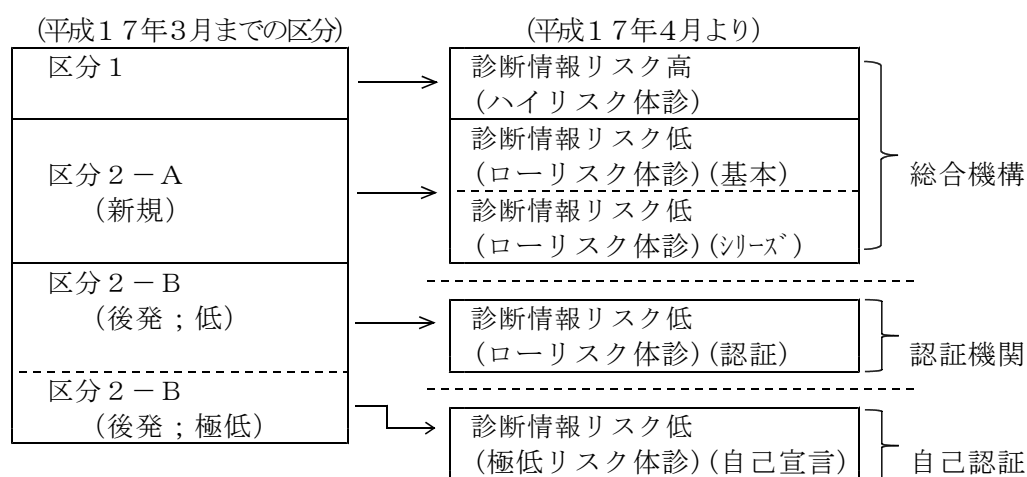 (平成17年3月までの区分)
区分1
区分2－A
(新規)
区分2－B
(後発;低)
区分2－B
(後発;極低)
(平成17年4月より)
診断情報リスク高
(ハイリスク体診)
診断情報リスク低
(ローリスク体診)(基本)
診断情報リスク低
(ローリスク体診)(ｼﾘｰｽﾞ)
診断情報リスク低
(ローリスク体診)(認証)
診断情報リスク低
(極低リスク体診)(自己宣言)
総合機構
認証機関
自己認証